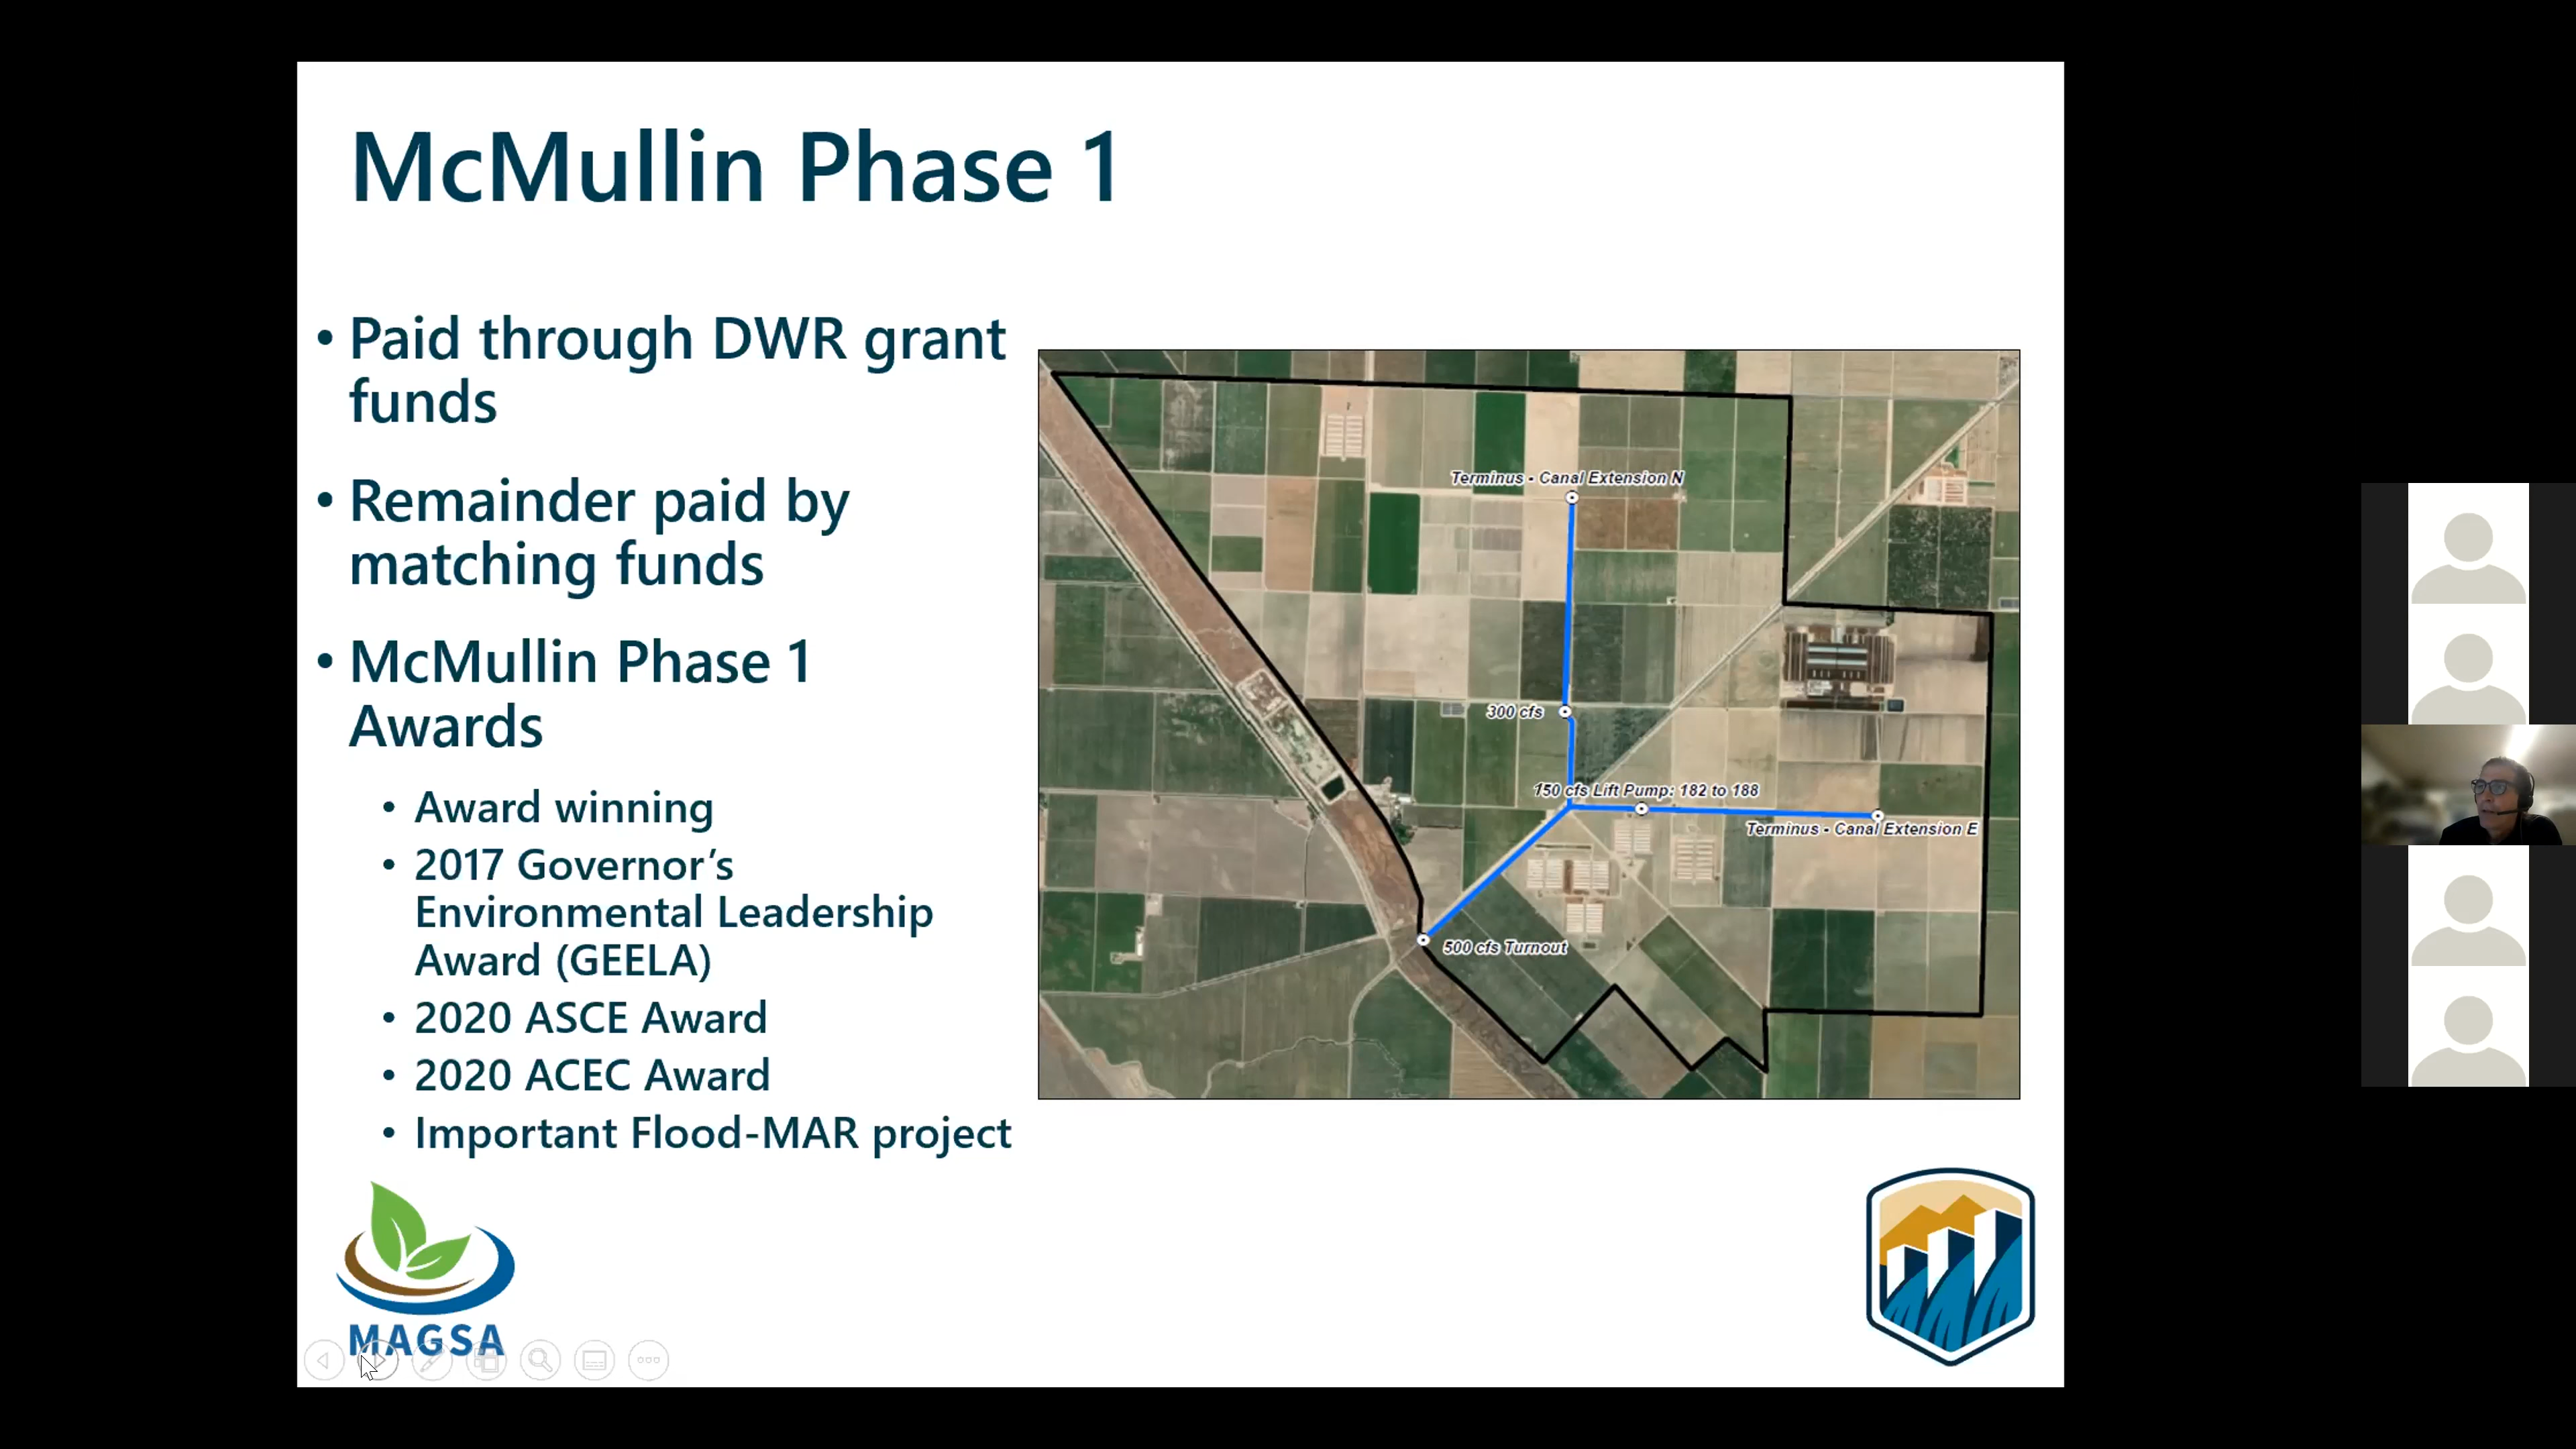 McMullin Phase 1
• Paid through DWR grant
funds
• Remainder paid by
matching funds
• McMullin Phase 1
Awards
• Award winning
• 2017 Governor's
Environmental Leadership
Award (GEELA)
• 2020 ASCE Award
• 2020 ACEC Award
• Important Flood-MAR project
Terminus - Canal Extension N
300 cfs
150 cfs Lift Pump: 182 to 188
Terminus - Canal Extension E
500 cfs Turnout
MAGSA